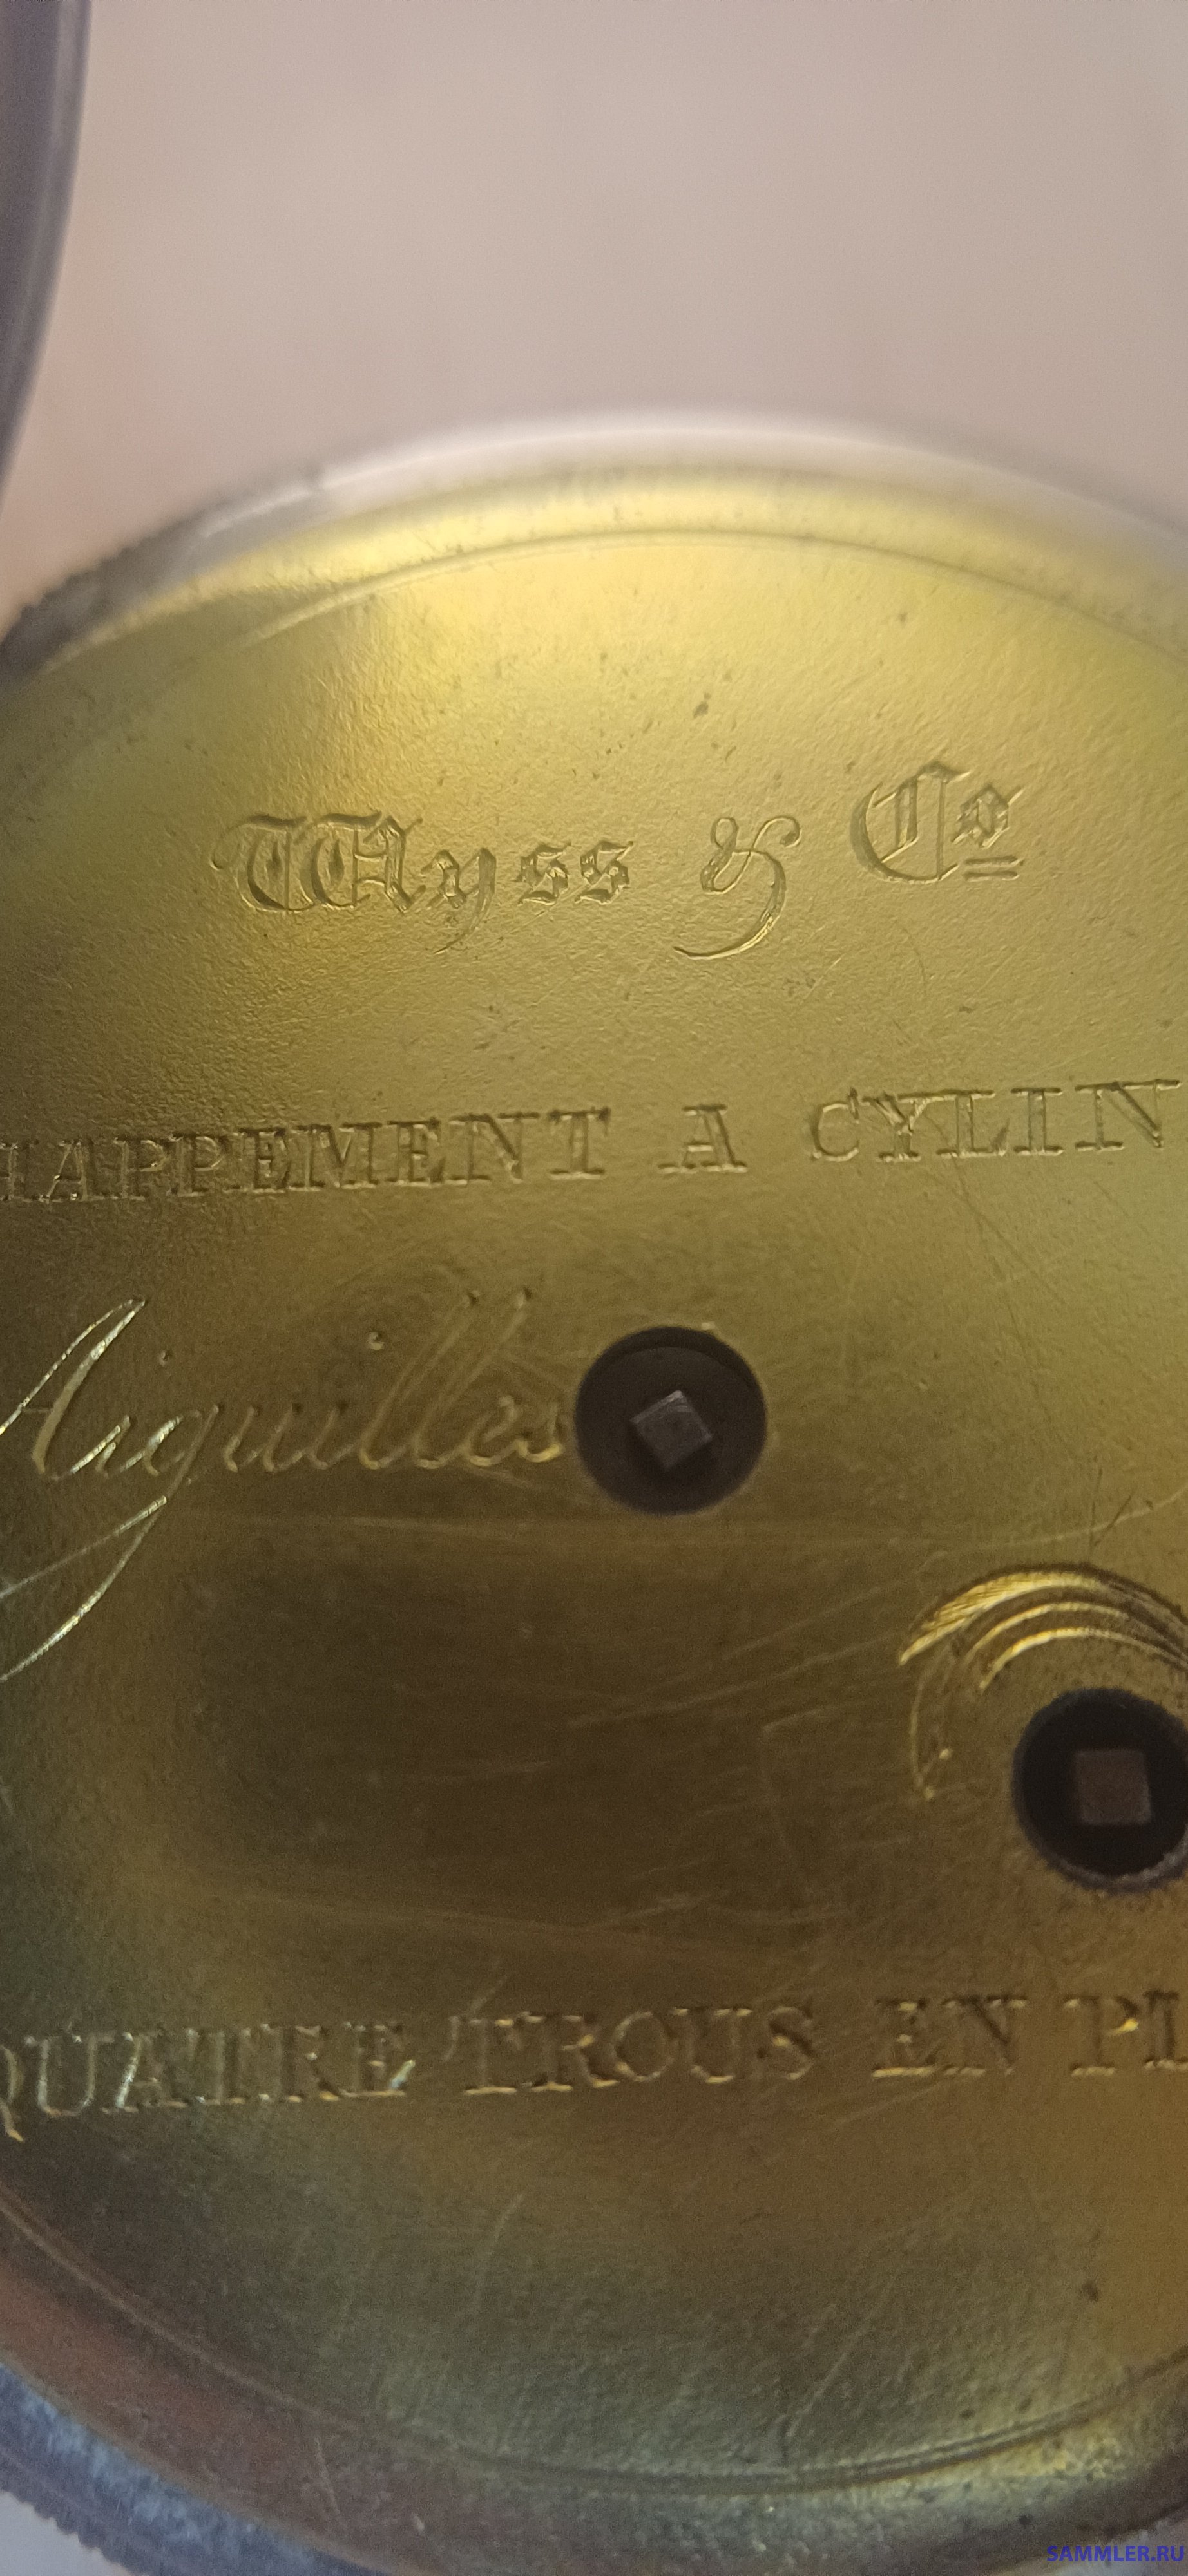 Wyss & Co
HAPPEMENT A CYLIN
Aiguilles
QUATRE TROUS EN PI
SAMMLER.RU